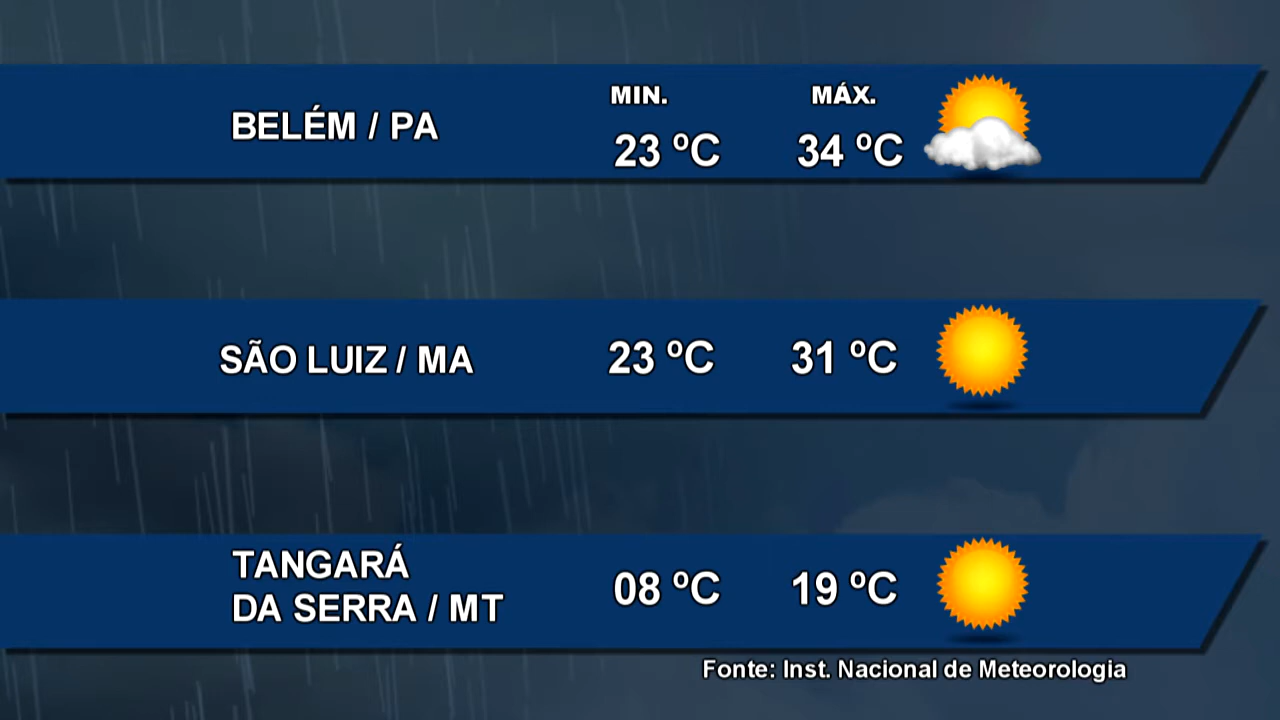 MIN. MÁX.
BELÉM / PA 23 ºC 34 ºC
SÃO LUIZ / MA 23 ºC 31 ºC
TANGARÁ
DA SERRA / MT 08 ºC 19 ºC
Fonte: Inst. Nacional de Meteorologia